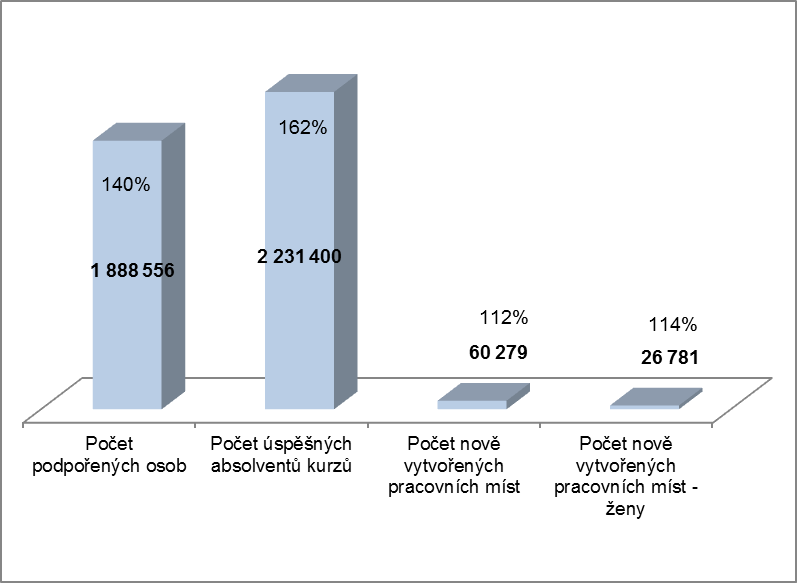 162%
140%
2 231 400
1 888 556
112%
114%
60 279
26 781
Počet
podpořených osob
Počet úspěšných
absolventů kurzů
Počet nově
vytvořených
pracovních míst
Počet nově
vytvořených
pracovních míst -
ženy